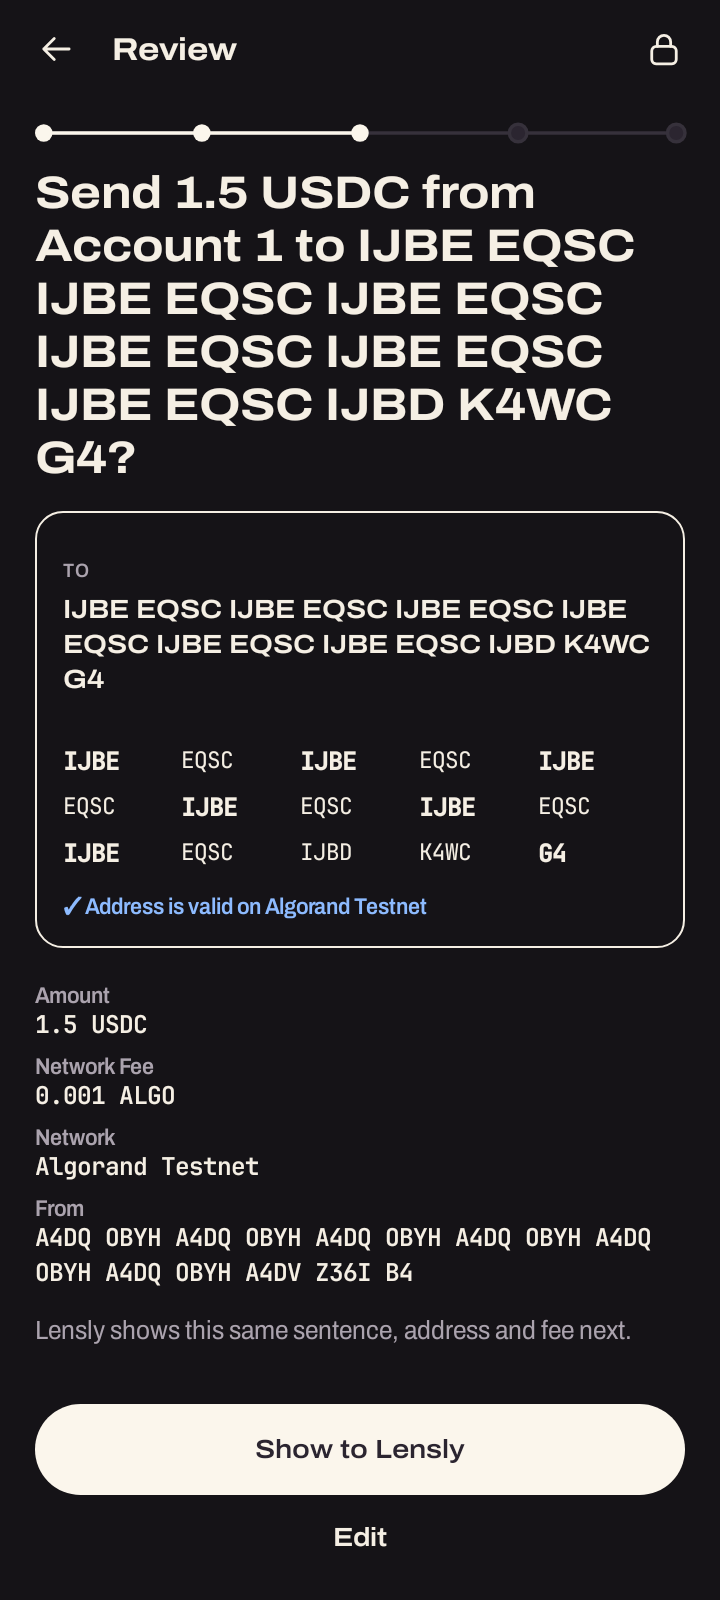 Review
Send 1.5 USDC from
Account 1 to IJBE EQSC
IJBE EQSC IJBE EQSC
IJBE EQSC IJBE EQSC
IJBE EQSC IJBD K4WC
G4?
TO
IJBE EQSC IJBE EQSC IJBE EQSC IJBE
EQSC IJBE EQSC IJBE EQSC IJBD K4WC
G4
IJBE EQSC IJBE EQSC IJBE
EQSC IJBE EQSC IJBE EQSC
IJBE EQSC IJBD K4WC G4
✓ Address is valid on Algorand Testnet
Amount
1.5 USDC
Network Fee
0.001 ALGO
Network
Algorand Testnet
From
A4DQ OBYH A4DQ OBYH A4DQ OBYH A4DQ OBYH A4DQ
OBYH A4DQ OBYH A4DV Z36I B4
Lensly shows this same sentence, address and fee next.
Show to Lensly
Edit